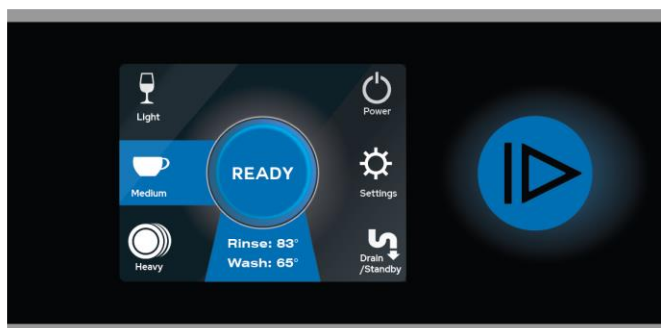 Light
Power
READY
Medium
Settings
Rinse: 83°
Wash: 65°
Heavy
Drain
/Standby